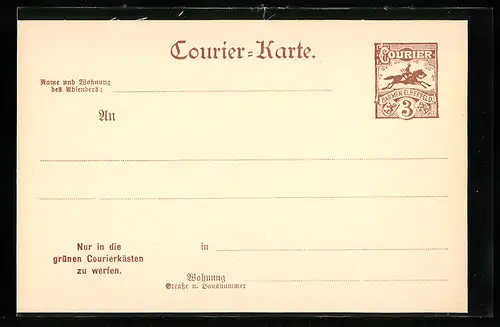 Courier-Karte.
COURIER
BARMEN-ELBERFELD.
3
Name und Wohnung
des Absenders:
An
Nur in die
grünen Courierkästen
zu werfen.
in
Wohnung
Straße u. Hausnummer